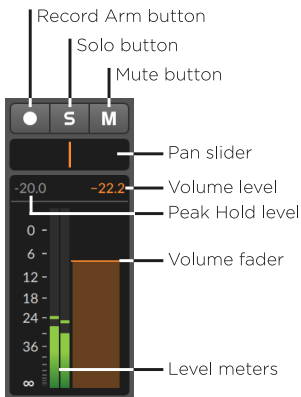 Record Arm button
Solo button
Mute button
S M
Pan slider
-20.0 -22.2 Volume level
Peak Hold level
0 -
6 -
Volume fader
12 -
18 -
24 -
36 -
Level meters
∞